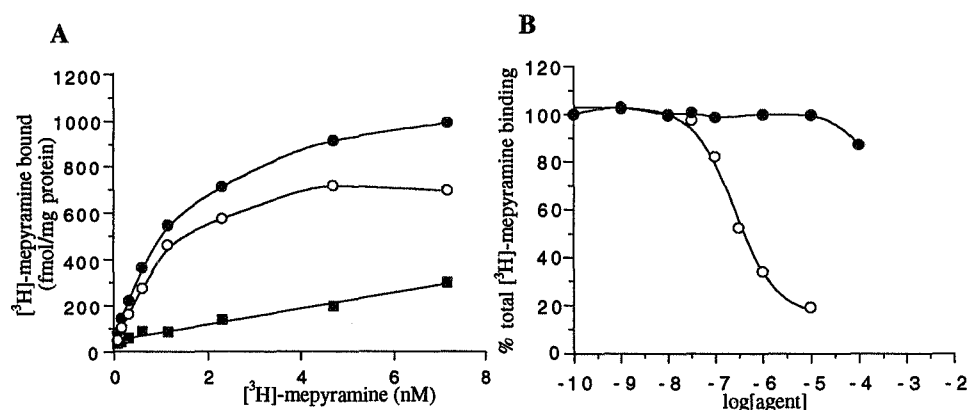 A
[³H]-mepyramine bound
(fmol/mg protein)
1200
1000
800
600
400
200
0
0 2 4 6 8
[³H]-mepyramine (nM)
B
% total [³H]-mepyramine binding
120
100
80
60
40
20
0
-10 -9 -8 -7 -6 -5 -4 -3 -2
log[agent]